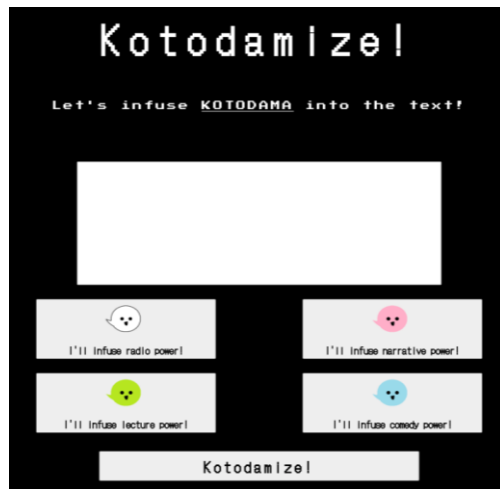 Kotodamize!
Let's infuse KOTODAMA into the text!
I'll infuse radio power!
I'll infuse narrative power!
I'll infuse lecture power!
I'll infuse comedy power!
Kotodamize!